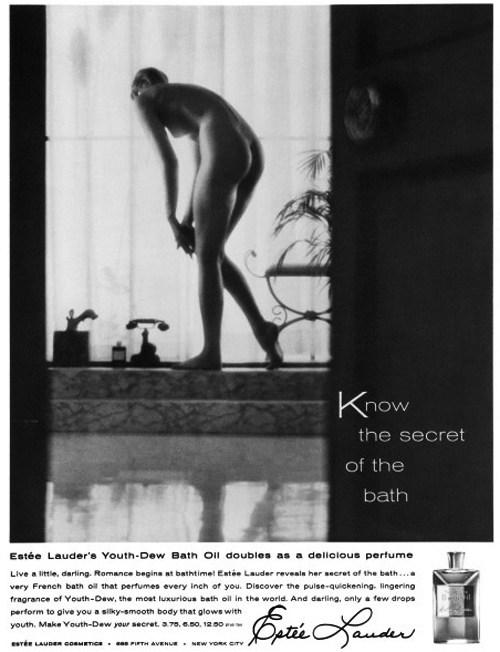 Know
the secret
of the
bath
Estée Lauder's Youth-Dew Bath Oil doubles as a delicious perfume
Live a little, darling. Romance begins at bathtime! Estée Lauder reveals her secret of the bath...a
very French bath oil that perfumes every inch of you. Discover the pulse-quickening, lingering
fragrance of Youth-Dew, the most luxurious bath oil in the world. And darling, only a few drops
perform to give you a silky-smooth body that glows with
youth. Make Youth-Dew your secret. 3.75, 6.50, 12.50 plus tax
ESTÉE LAUDER COSMETICS • 666 FIFTH AVENUE • NEW YORK CITY
Estée Lauder
Bath Oil